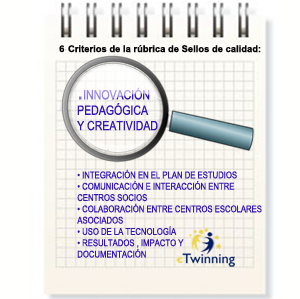 6 Criterios de la rúbrica de Sellos de calidad:
.INNOVACIÓN
PEDAGÓGICA
Y CREATIVIDAD
• INTEGRACIÓN EN EL PLAN DE ESTUDIOS
• COMUNICACIÓN E INTERACCIÓN ENTRE
CENTROS SOCIOS
• COLABORACIÓN ENTRE CENTROS ESCOLARES
ASOCIADOS
• USO DE LA TECNOLOGÍA
• RESULTADOS , IMPACTO Y
DOCUMENTACIÓN
eTwinning